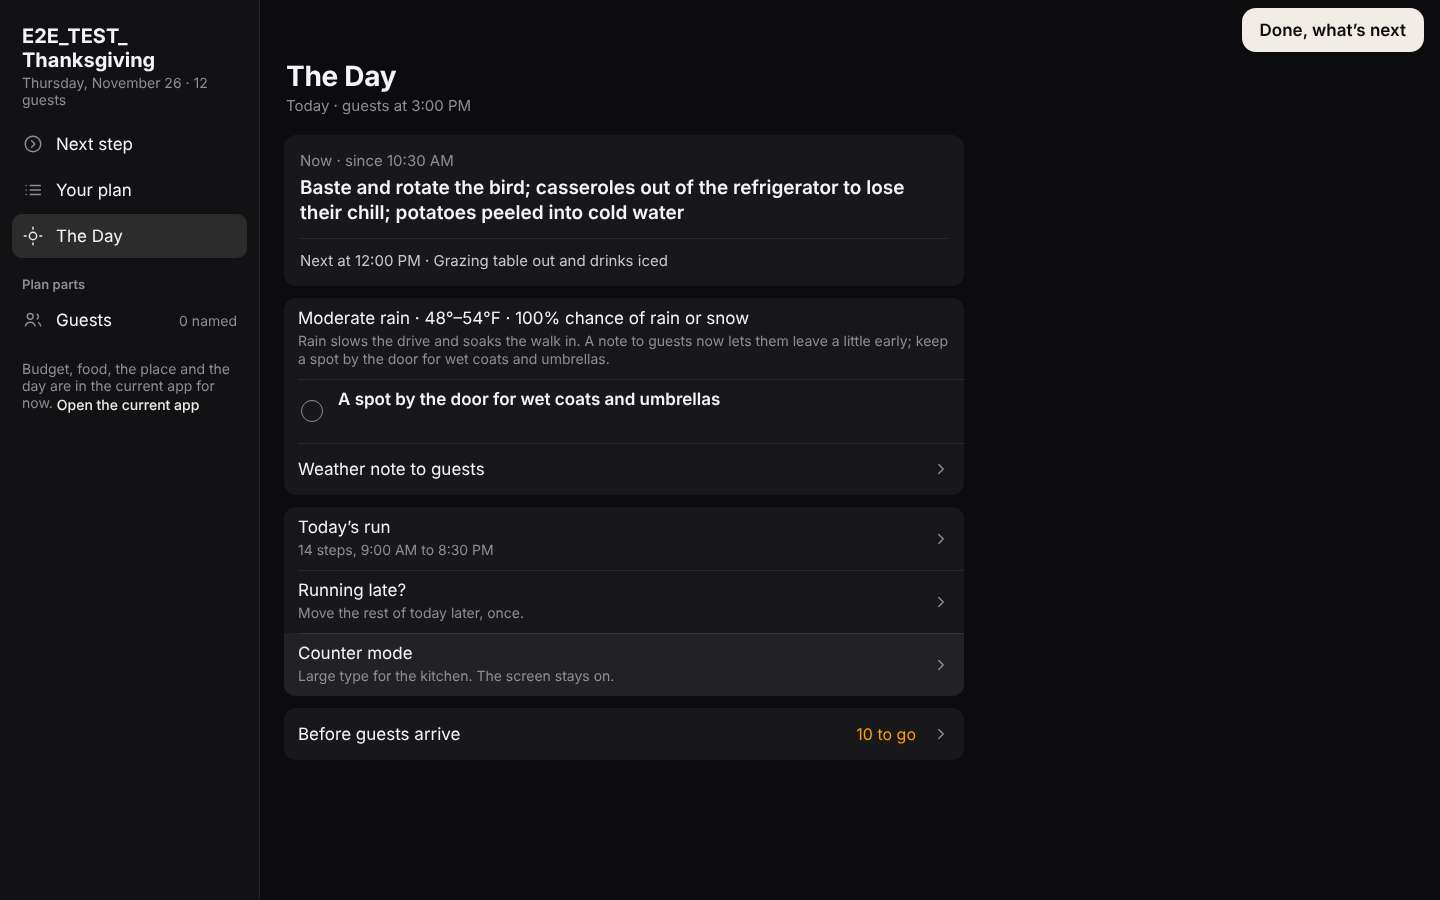 E2E_TEST_
Thanksgiving
Thursday, November 26 · 12
guests
Next step
Your plan
The Day
Plan parts
Guests
0 named
Budget, food, the place and the
day are in the current app for
now. Open the current app
Done, what’s next
The Day
Today · guests at 3:00 PM
Now · since 10:30 AM
Baste and rotate the bird; casseroles out of the refrigerator to lose
their chill; potatoes peeled into cold water
Next at 12:00 PM · Grazing table out and drinks iced
Moderate rain · 48°–54°F · 100% chance of rain or snow
Rain slows the drive and soaks the walk in. A note to guests now lets them leave a little early; keep
a spot by the door for wet coats and umbrellas.
A spot by the door for wet coats and umbrellas
Weather note to guests
Today’s run
14 steps, 9:00 AM to 8:30 PM
Running late?
Move the rest of today later, once.
Counter mode
Large type for the kitchen. The screen stays on.
Before guests arrive
10 to go